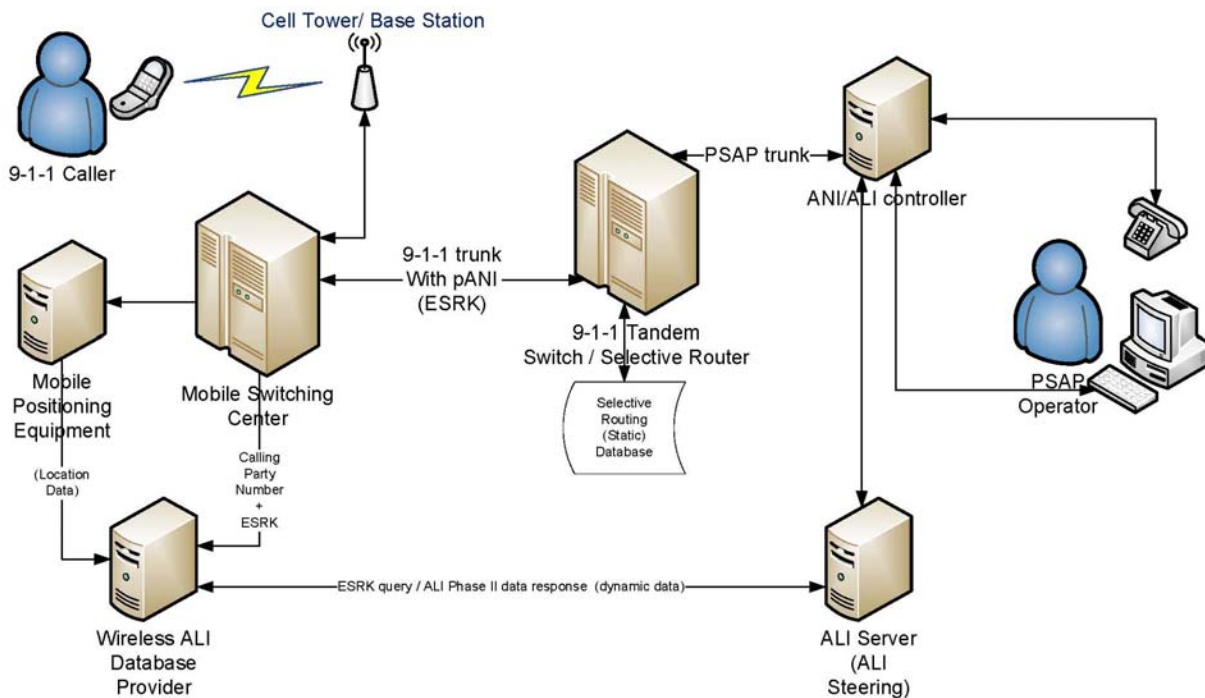 Cell Tower/ Base Station
9-1-1 Caller
PSAP trunk
ANI/ALI controller
9-1-1 trunk
With pANI
(ESRK)
9-1-1 Tandem
Switch / Selective Router
Mobile
Positioning
Equipment
Mobile Switching
Center
PSAP
Operator
Selective
Routing
(Static)
Database
(Location
Data)
Calling
Party
Number
+
ESRK
ESRK query / ALI Phase II data response (dynamic data)
Wireless ALI
Database
Provider
ALI Server
(ALI
Steering)